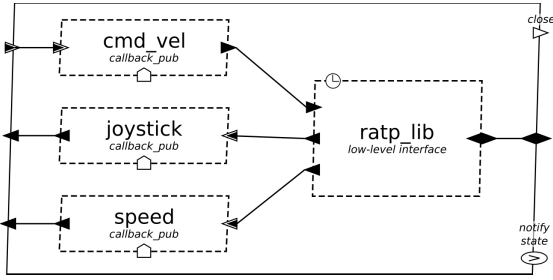 close
cmd_vel
callback_pub
joystick
callback_pub
ratp_lib
low-level interface
speed
callback_pub
notify
state